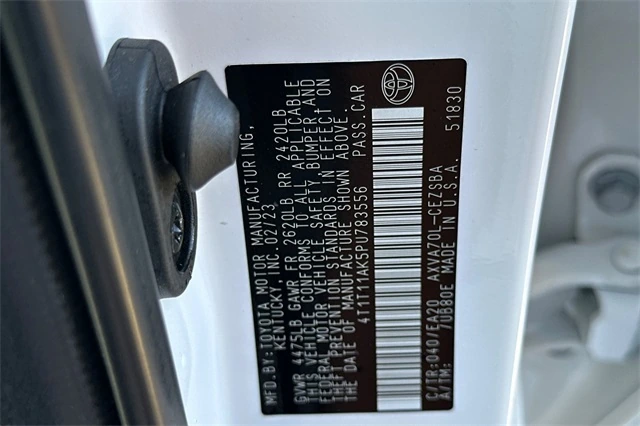 MFD BY:TOYOTA MOTOR MANUFACTURING,
KENTUCKY, INC. 02/23
GVWR 4475LB GAWR FR 2620LB RR 2420LB
THIS VEHICLE CONFORMS TO ALL APPLICABLE
FEDERAL MOTOR VEHICLE SAFETY, BUMPER AND
THEFT PREVENTION STANDARDS IN EFFECT ON
THE DATE OF MANUFACTURE SHOWN ABOVE.
4T1T11AK5PU783556 PASS.CAR
C/TR:040/EA20 AXVA70L-CEZSBA
A/TM: 70B80E MADE IN U.S.A. 51830